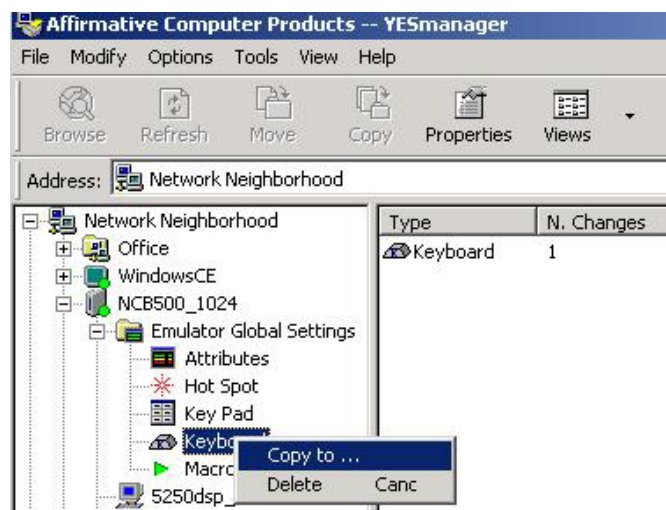 Affirmative Computer Products -- YESmanager
File Modify Options Tools View Help
Browse Refresh Move Copy Properties Views
Address: Network Neighborhood
Network Neighborhood
Type N. Changes
Office
Keyboard 1
WindowsCE
NCB500_1024
Emulator Global Settings
Attributes
Hot Spot
Key Pad
Keybo
Copy to ...
Macro
Delete Canc
5250dsp_